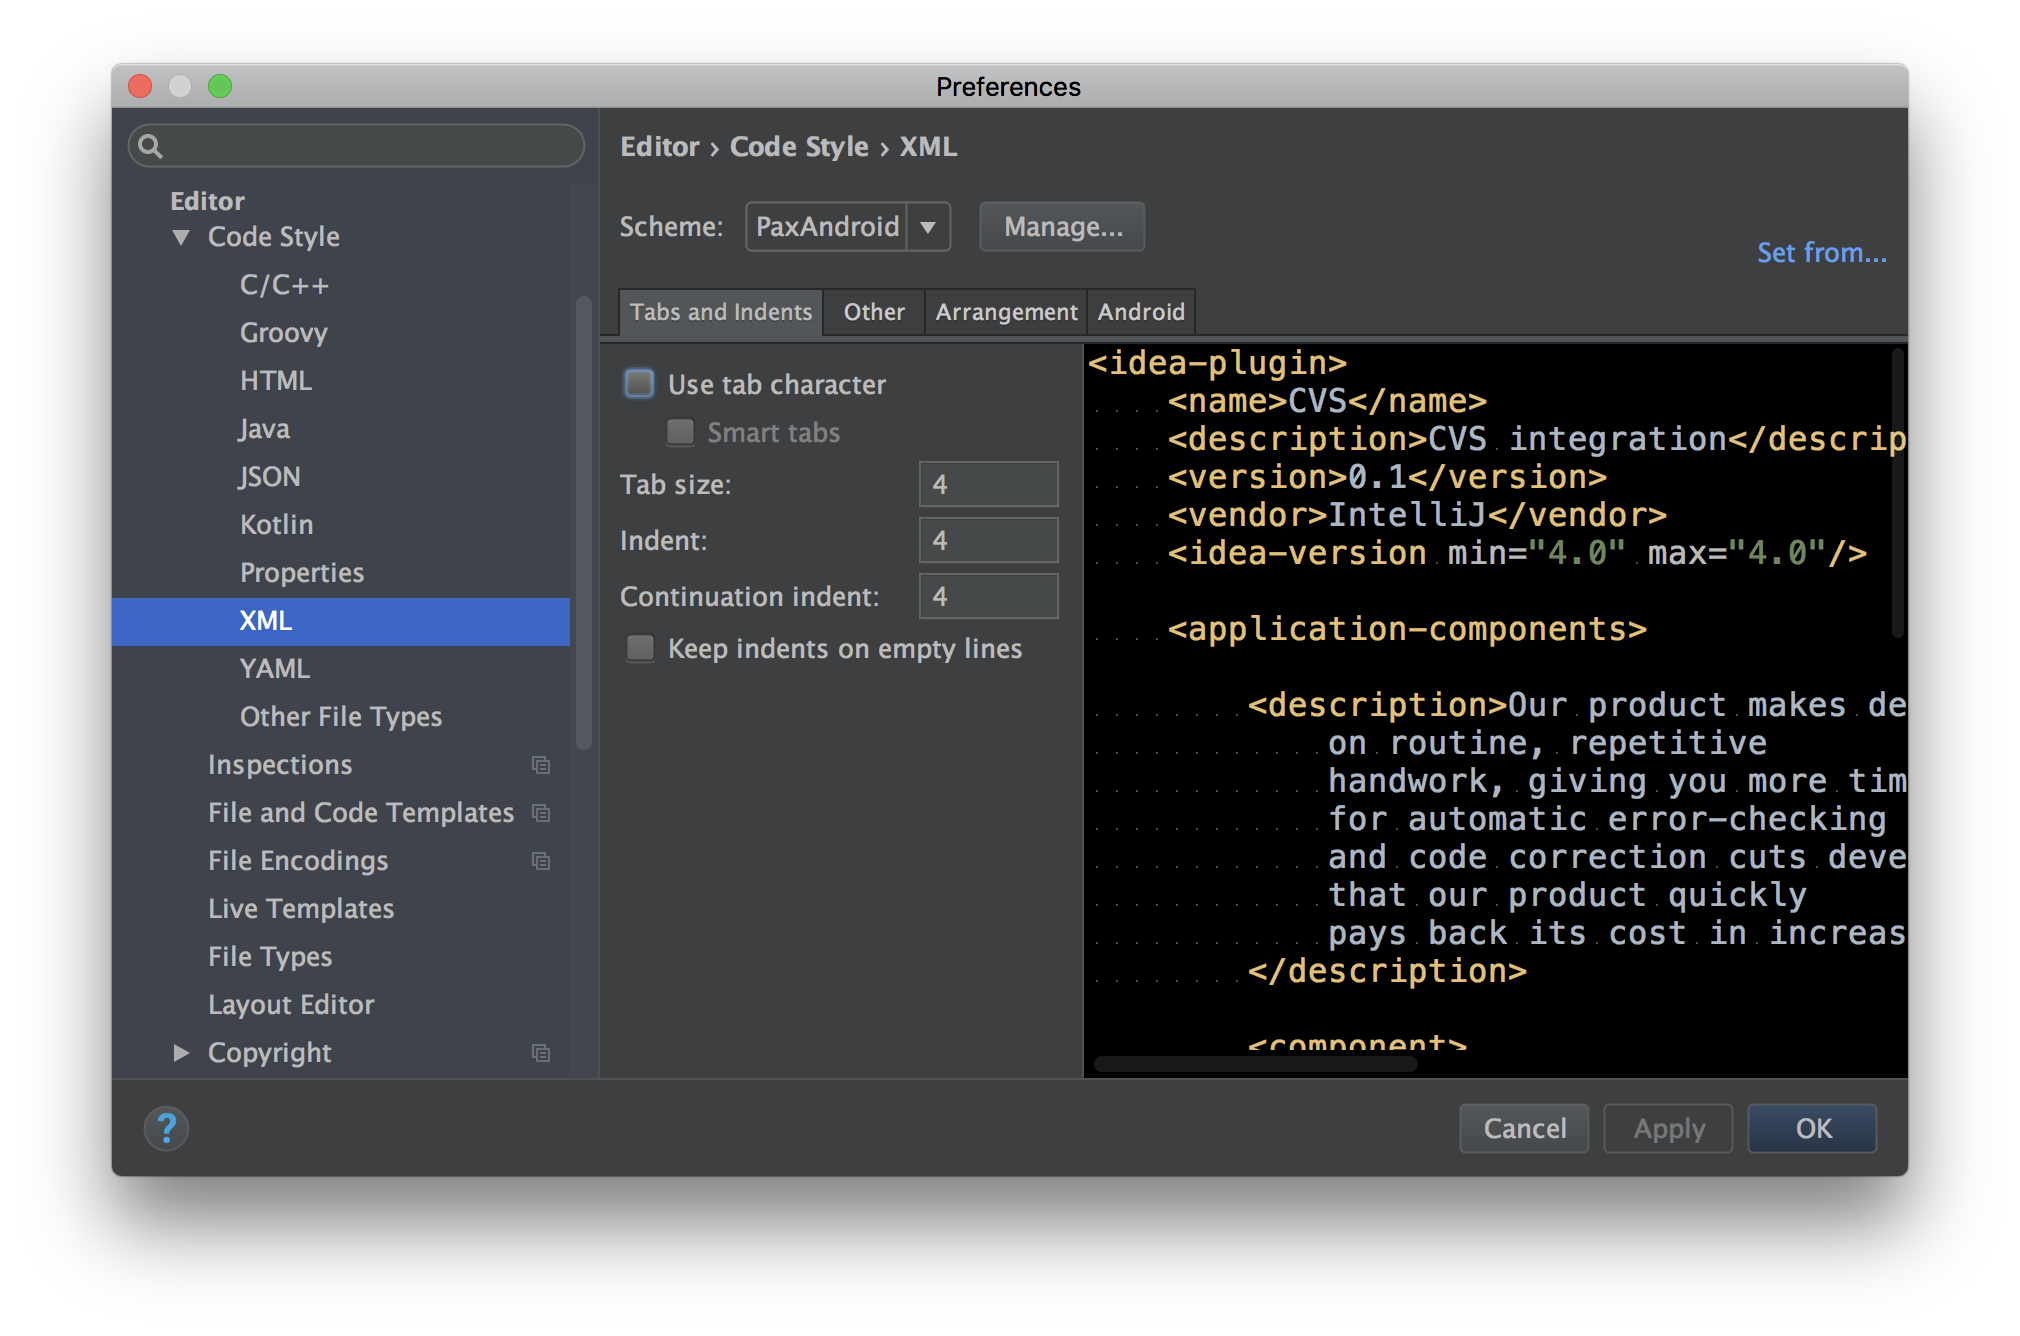 Preferences
Editor
Code Style
C/C++
Groovy
HTML
Java
JSON
Kotlin
Properties
XML
YAML
Other File Types
Inspections
File and Code Templates
File Encodings
Live Templates
File Types
Layout Editor
Copyright
Editor › Code Style › XML
Scheme: PaxAndroid Manage...
Set from...
Tabs and Indents Other Arrangement Android
Use tab character
Smart tabs
Tab size: 4
Indent: 4
Continuation indent: 4
Keep indents on empty lines
<idea-plugin>
<name>CVS</name>
<description>CVS integration</descrip
<version>0.1</version>
<vendor>IntelliJ</vendor>
<idea-version min="4.0" max="4.0"/>
<application-components>
<description>Our product makes de
on routine, repetitive
handwork, giving you more tim
for automatic error-checking
and code correction cuts deve
that our product quickly
pays back its cost in increas
</description>
<component>
?
Cancel Apply OK